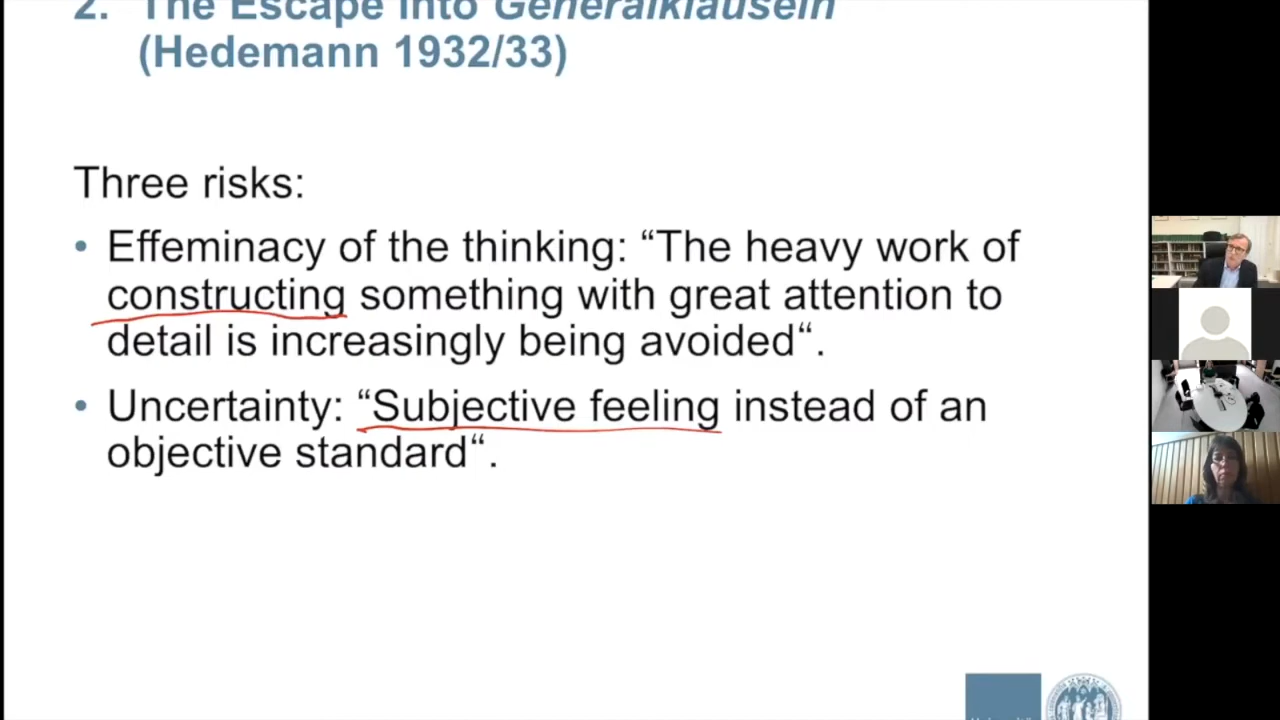 2. The Escape into Generalklauseln
(Hedemann 1932/33)
Three risks:
• Effeminacy of the thinking: “The heavy work of
constructing something with great attention to
detail is increasingly being avoided“.
• Uncertainty: “Subjective feeling instead of an
objective standard“.